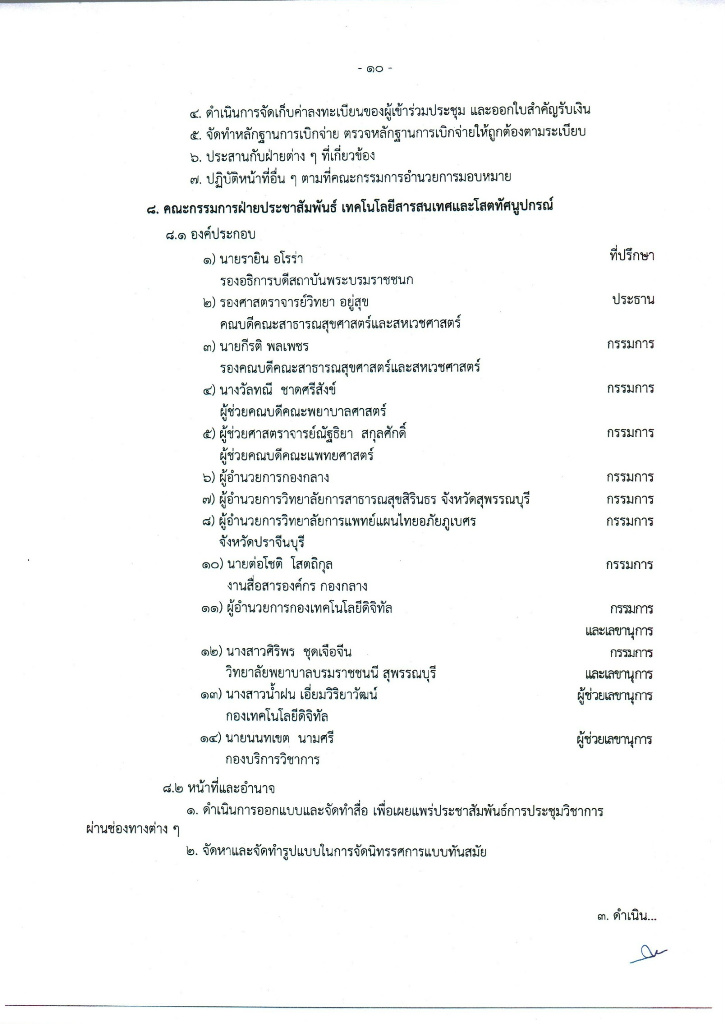 - ๑๐ -
๔. ดำเนินการจัดเก็บค่าลงทะเบียนของผู้เข้าร่วมประชุม และออกใบสำคัญรับเงิน
๕. จัดทำหลักฐานการเบิกจ่าย ตรวจหลักฐานการเบิกจ่ายให้ถูกต้องตามระเบียบ
๖. ประสานกับฝ่ายต่าง ๆ ที่เกี่ยวข้อง
๗. ปฏิบัติหน้าที่อื่น ๆ ตามที่คณะกรรมการอำนวยการมอบหมาย
๘. คณะกรรมการฝ่ายประชาสัมพันธ์ เทคโนโลยีสารสนเทศและโสตทัศนูปกรณ์
๘.๑ องค์ประกอบ
๑) นายรายิน อโรร่า ที่ปรึกษา
รองอธิการบดีสถาบันพระบรมราชชนก
๒) รองศาสตราจารย์วิทยา อยู่สุข ประธาน
คณบดีคณะสาธารณสุขศาสตร์และสหเวชศาสตร์
๓) นายกีรติ พลเพชร กรรมการ
รองคณบดีคณะสาธารณสุขศาสตร์และสหเวชศาสตร์
๔) นางวัลทณี ชาดศรีสังข์ กรรมการ
ผู้ช่วยคณบดีคณะพยาบาลศาสตร์
๕) ผู้ช่วยศาสตราจารย์ณัฐธิยา สกุลศักดิ์ กรรมการ
ผู้ช่วยคณบดีคณะแพทยศาสตร์
๖) ผู้อำนวยการกองกลาง กรรมการ
๗) ผู้อำนวยการวิทยาลัยการสาธารณสุขสิรินธร จังหวัดสุพรรณบุรี กรรมการ
๘) ผู้อำนวยการวิทยาลัยการแพทย์แผนไทยอภัยภูเบศร กรรมการ
จังหวัดปราจีนบุรี
๑๐) นายต่อโชติ โสตถิกุล กรรมการ
งานสื่อสารองค์กร กองกลาง
๑๑) ผู้อำนวยการกองเทคโนโลยีดิจิทัล กรรมการ
และเลขานุการ
๑๒) นางสาวศิริพร ชุดเจือจีน กรรมการ
วิทยาลัยพยาบาลบรมราชชนนี สุพรรณบุรี และเลขานุการ
๑๓) นางสาวน้ำฝน เอี่ยมวิริยาวัฒน์ ผู้ช่วยเลขานุการ
กองเทคโนโลยีดิจิทัล
๑๔) นายนนทเขต นามศรี ผู้ช่วยเลขานุการ
กองบริการวิชาการ
๘.๒ หน้าที่และอำนาจ
๑. ดำเนินการออกแบบและจัดทำสื่อ เพื่อเผยแพร่ประชาสัมพันธ์การประชุมวิชาการ
ผ่านช่องทางต่าง ๆ
๒. จัดหาและจัดทำรูปแบบในการจัดนิทรรศการแบบทันสมัย
๓. ดำเนิน...